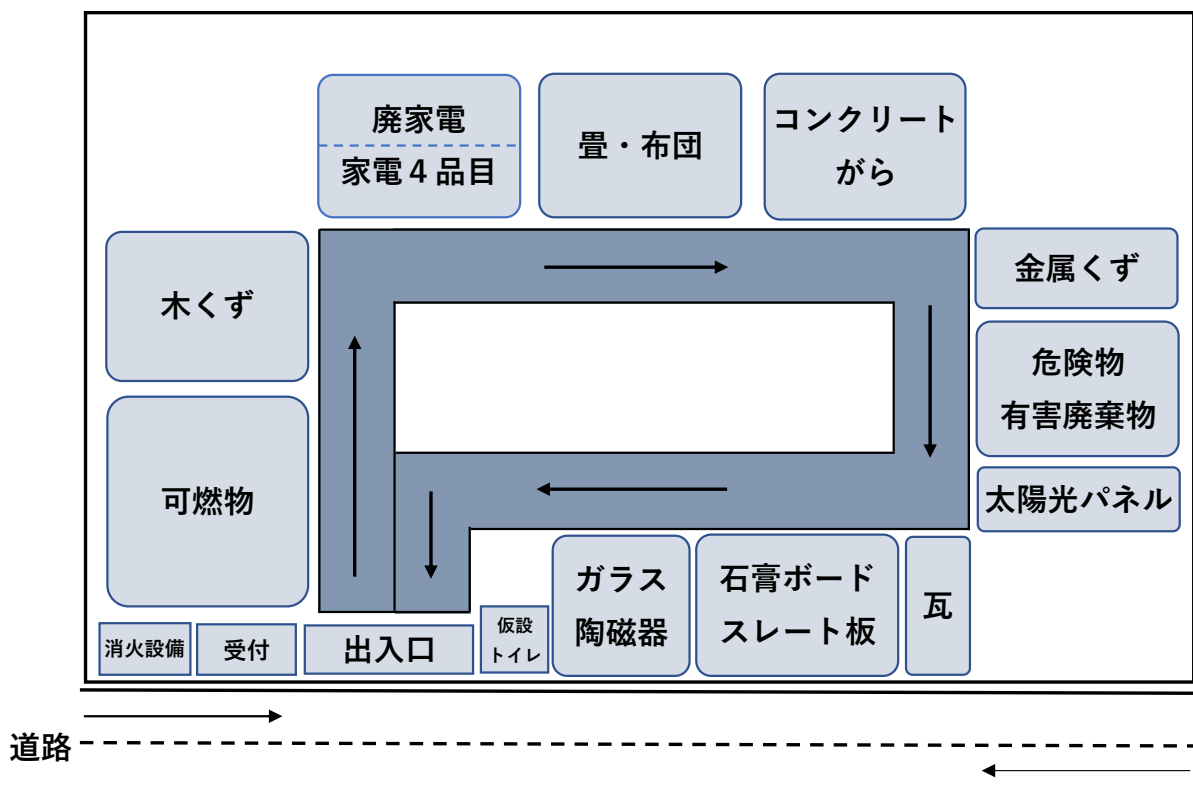 廃家電
家電４品目
畳・布団
コンクリート
がら
木くず
金属くず
危険物
有害廃棄物
可燃物
太陽光パネル
ガラス
陶磁器
石膏ボード
スレート板
瓦
消火設備
受付
出入口
仮設
トイレ
道路